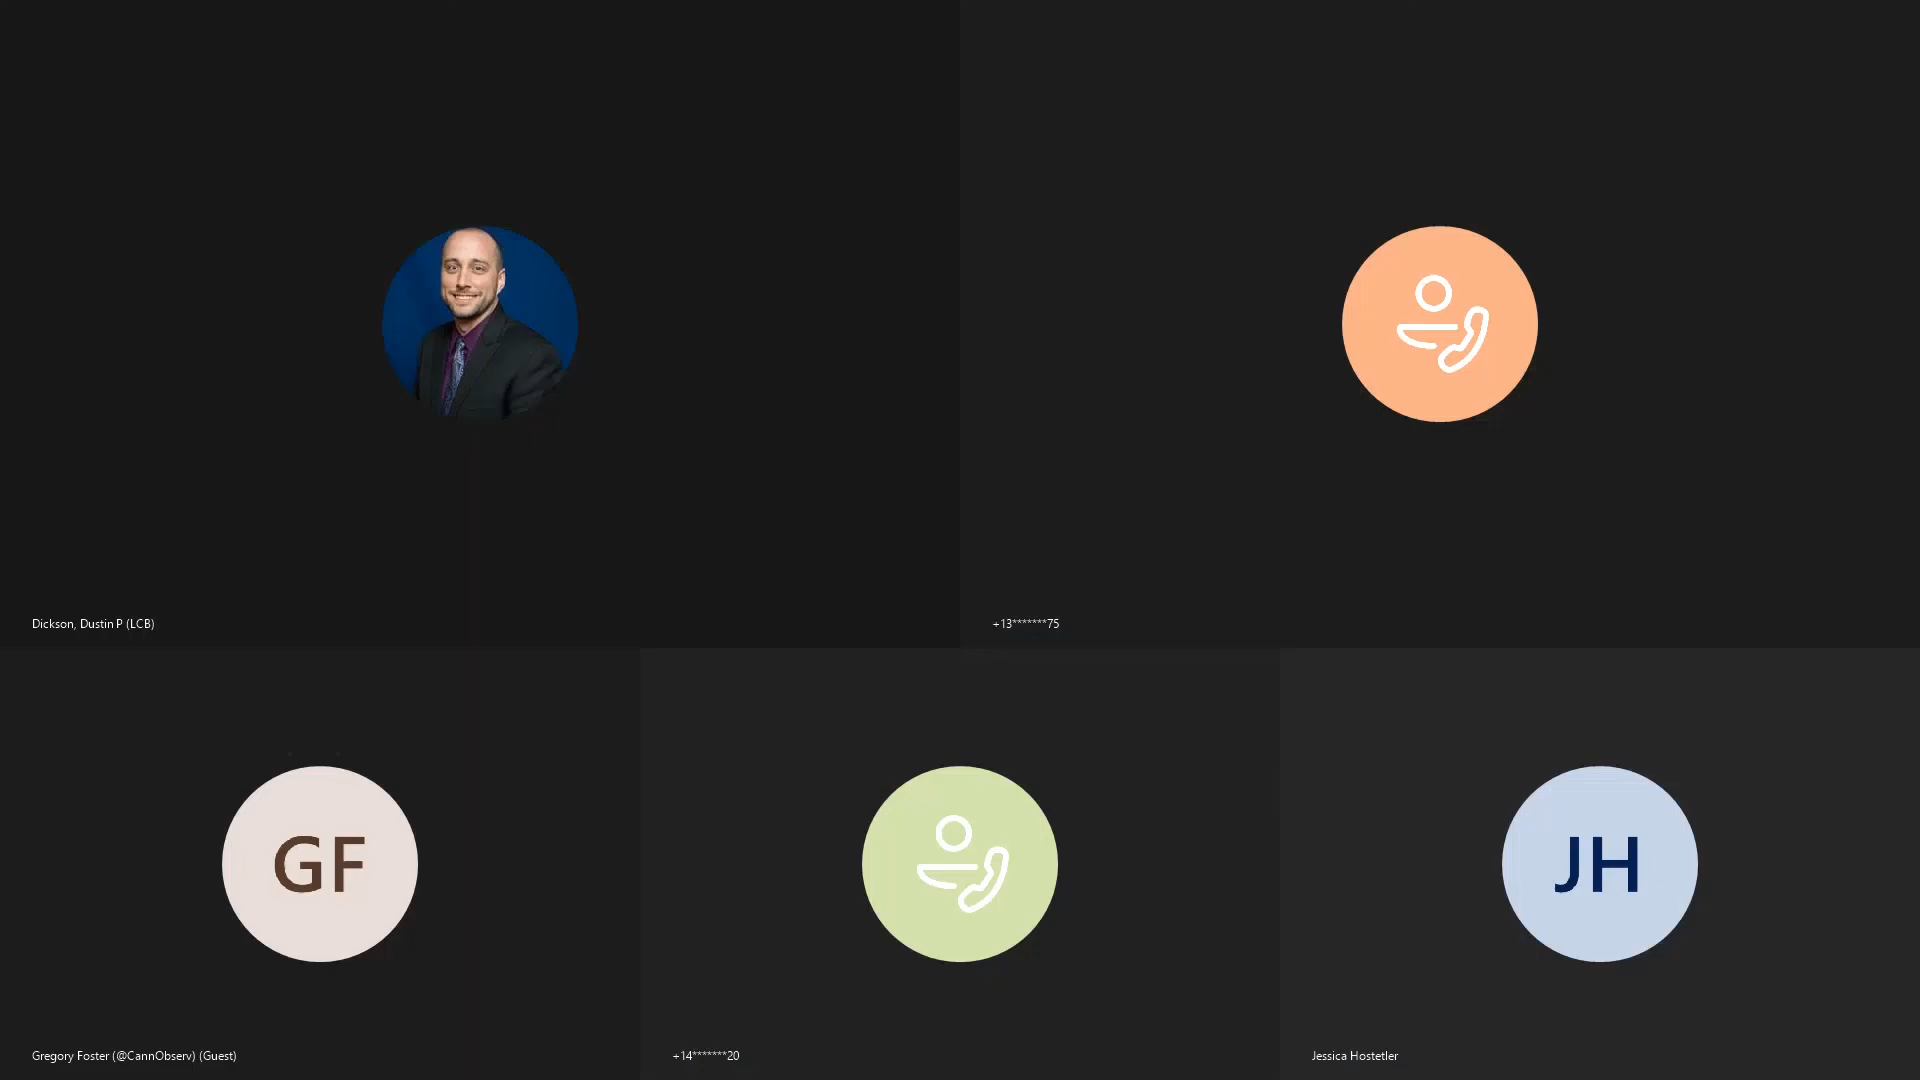 Dickson, Dustin P (LCB)
+13*******75
GF
JH
Gregory Foster (@CannObserv) (Guest)
+14*******20
Jessica Hostetler